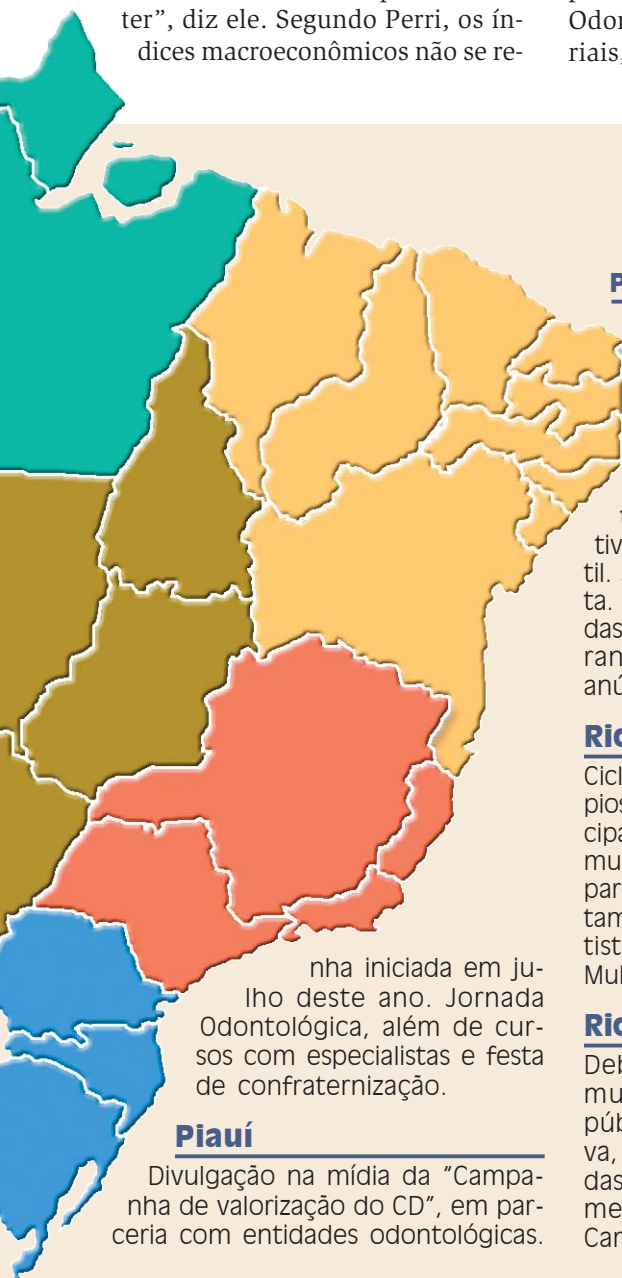 ter”, diz ele. Segundo Perri, os ín-
dices macroeconômicos não se re-
riais,
nha iniciada em ju-
lho deste ano. Jornada
Odontológica, além de cur-
sos com especialistas e festa
de confraternização.
Piauí
Divulgação na mídia da “Campa-
nha de valorização do CD”, em par-
ceria com entidades odontológicas.
P
tiv
til.
ta.
das
ran
anú
Ric
Cicl
pios
cipa
mu
par
tam
tist
Mul
Ric
Deb
mu
púb
va,
das
me
Car